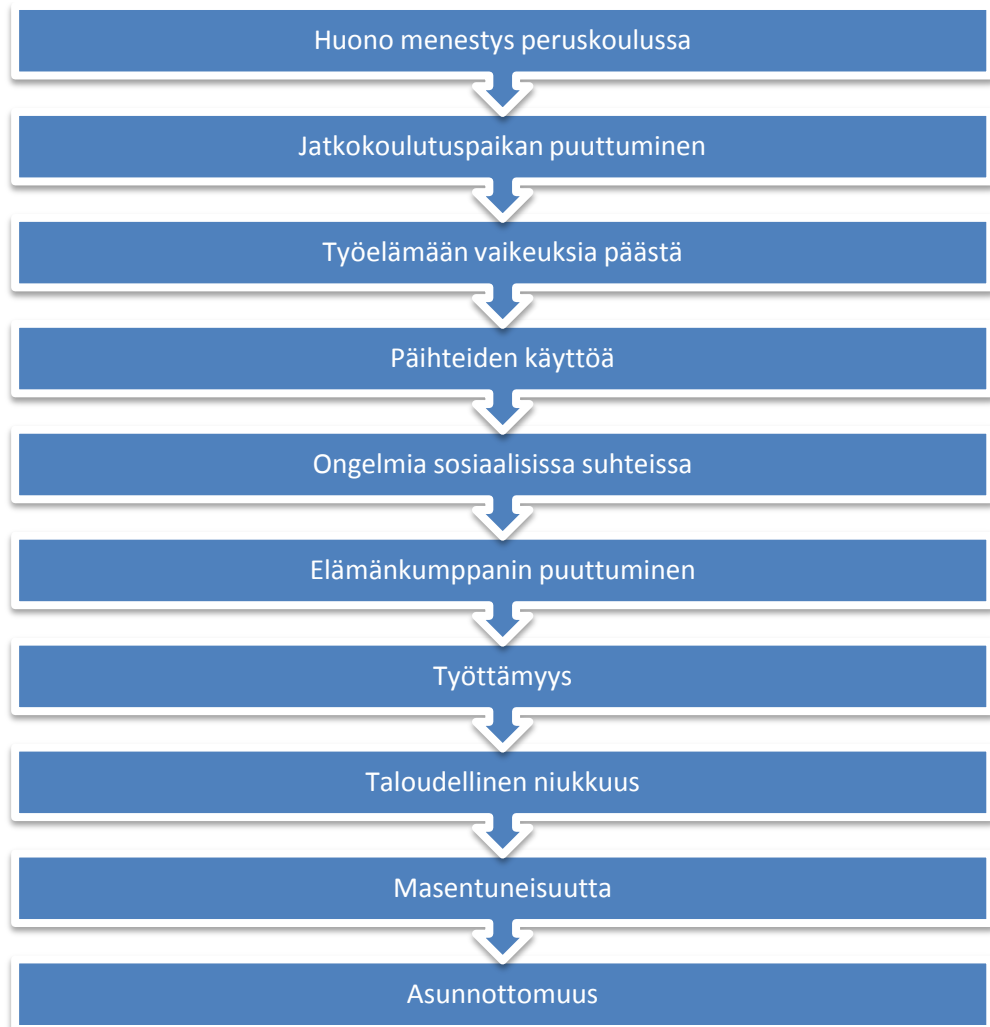 Huono menestys peruskoulussa
Jatkokoulutuspaikan puuttuminen
Työelämään vaikeuksia päästä
Päihteiden käyttöä
Ongelmia sosiaalisissa suhteissa
Elämänkumppanin puuttuminen
Työttämyys
Taloudellinen niukkuus
Masentuneisuutta
Asunnottomuus